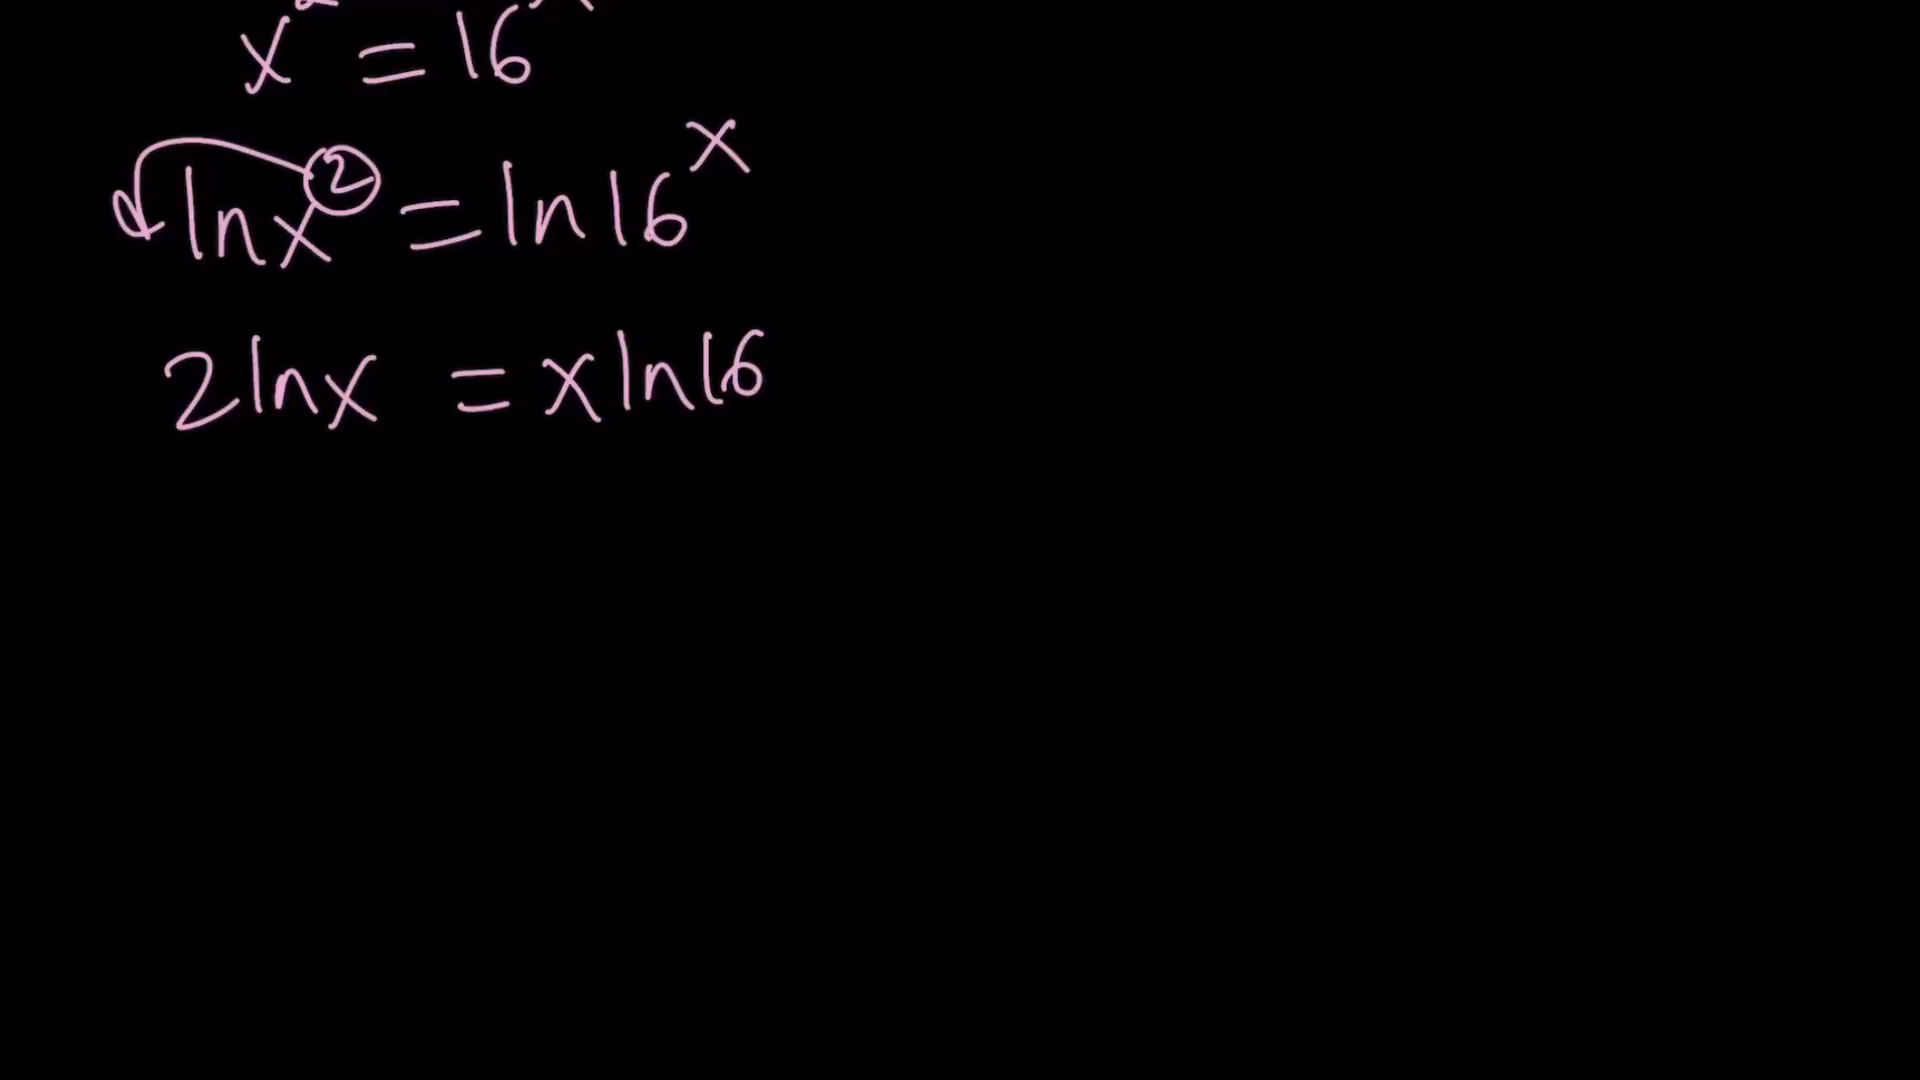 x² = 16ˣ
ln x² = ln 16ˣ
2 ln x = x ln 16